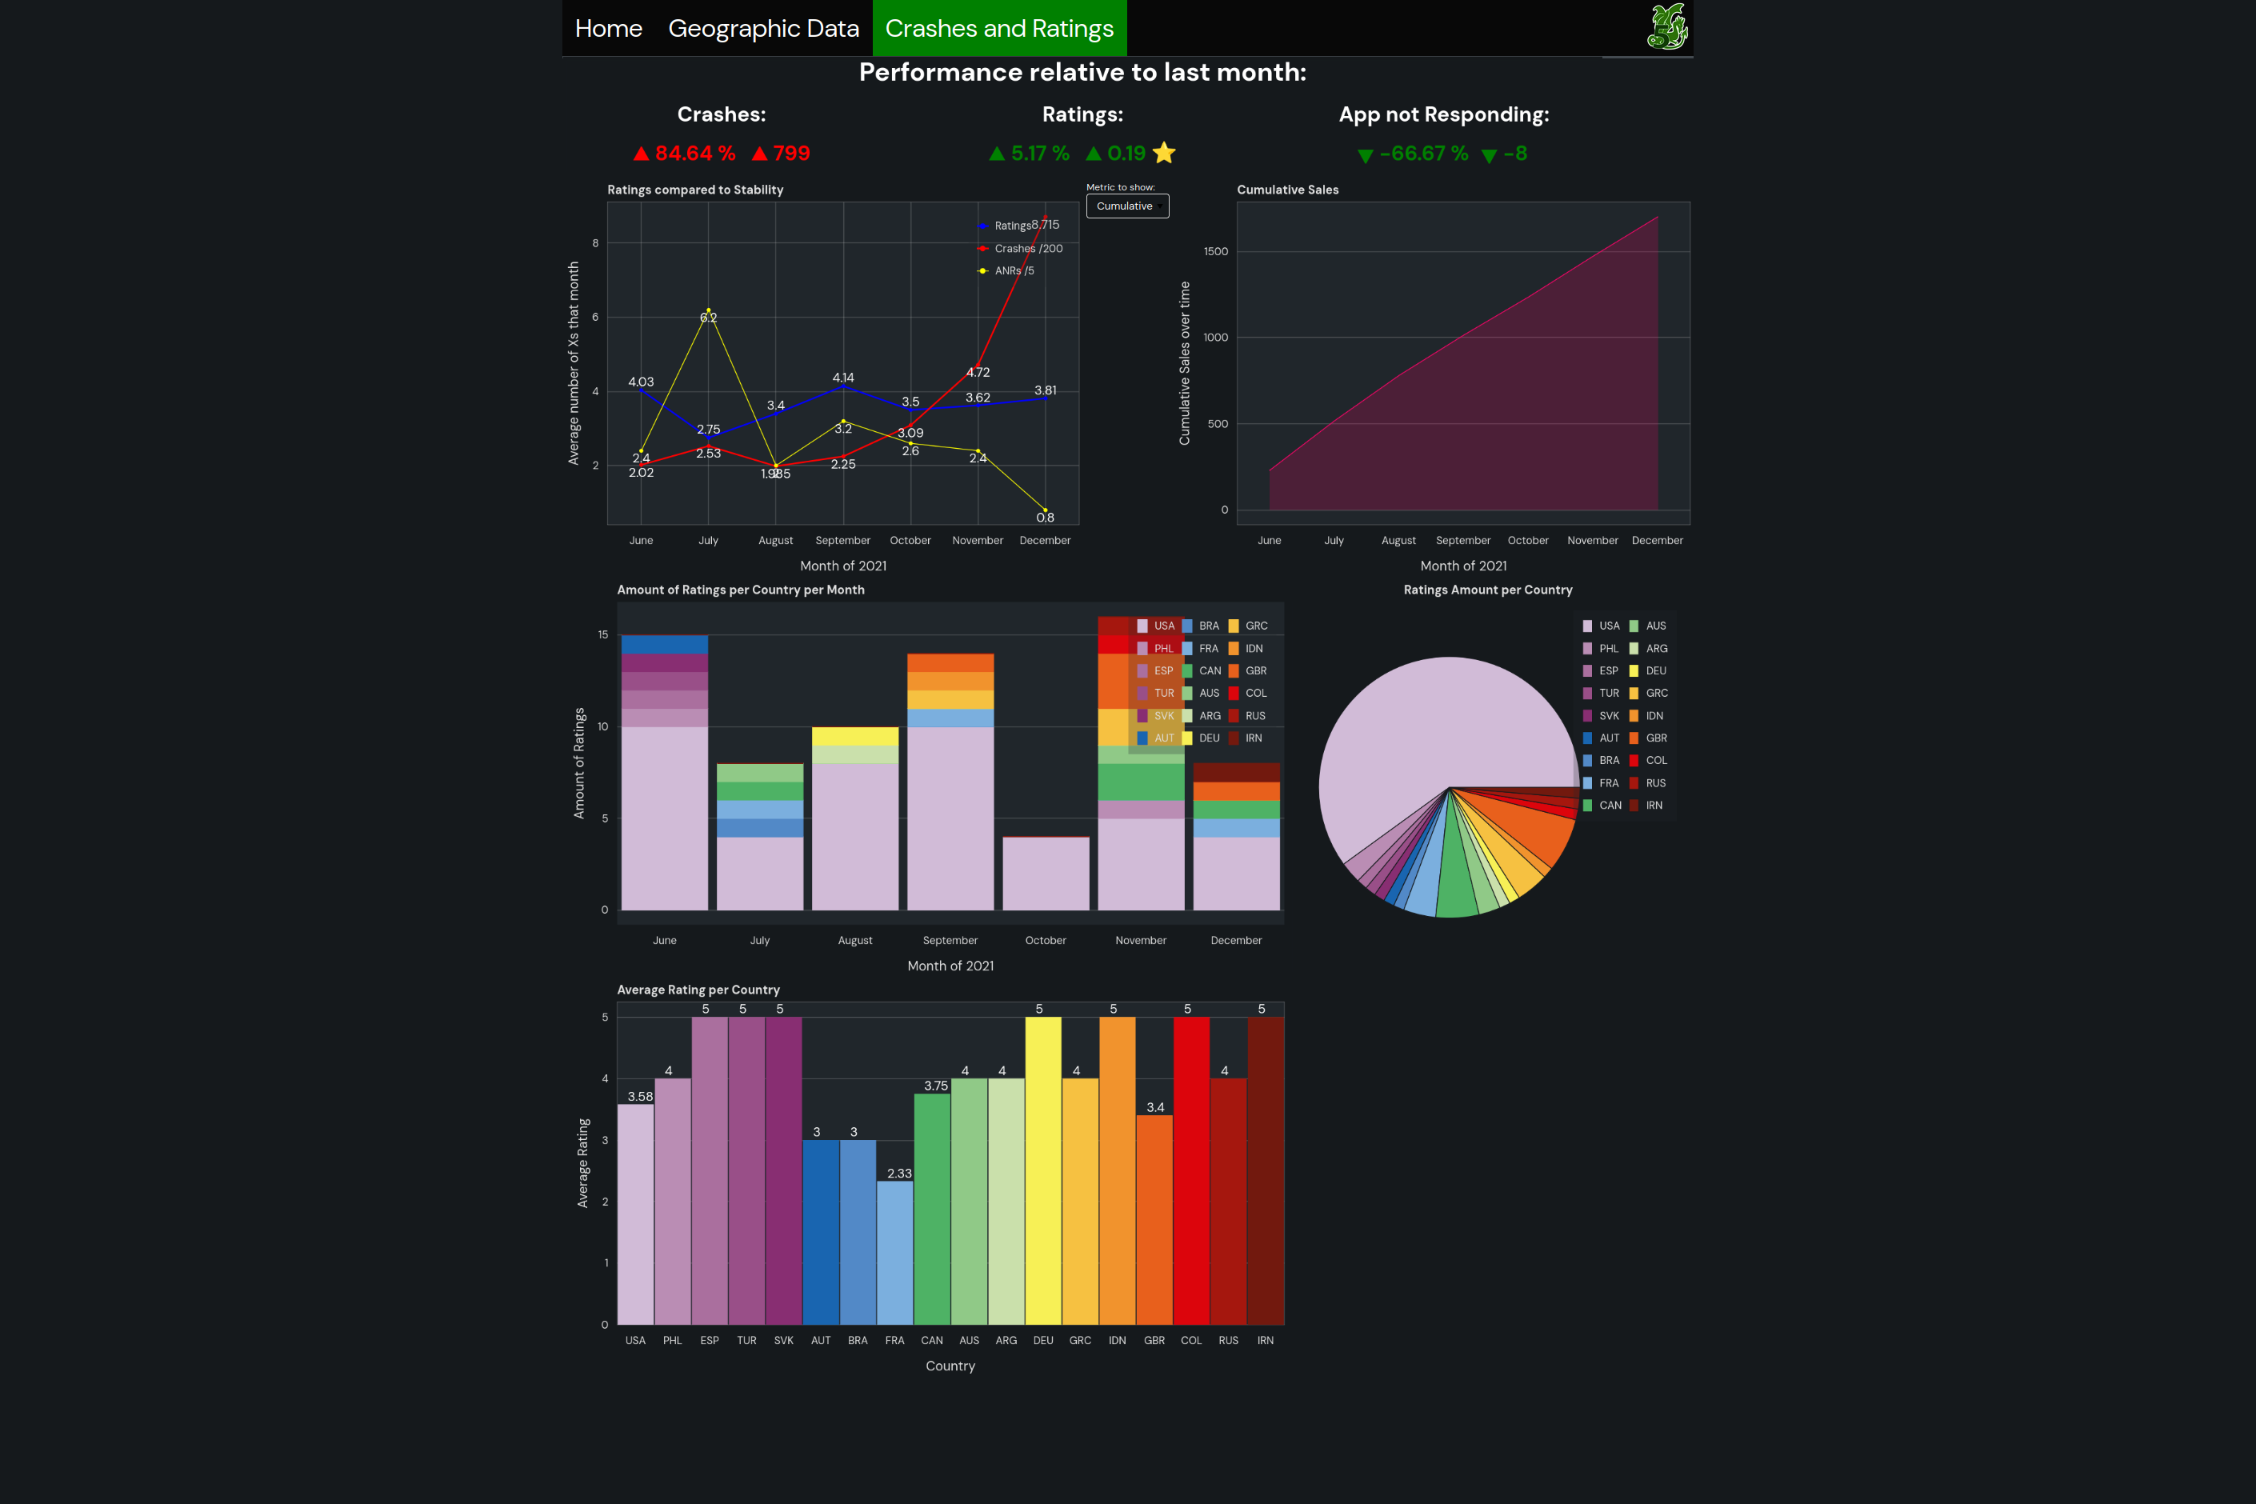 Home Geographic Data Crashes and Ratings
Performance relative to last month:
Crashes: Ratings: App not Responding:
▲ 84.64 % ▲ 799 ▲ 5.17 % ▲ 0.19 ⭐ ▼ -66.67 % ▼ -8
Ratings compared to Stability
Metric to show:
Cumulative
Average number of Xs that month
8
6
4
2
Ratings
Crashes /200
ANRs /5
4.03
2.75
3.4
4.14
3.5
3.62
3.81
2.02
2.53
1.985
2.25
3.09
4.72
8.715
2.4
6.2
3.2
2.6
2.4
0.8
June July August September October November December
Month of 2021
Cumulative Sales
Cumulative Sales over time
1500
1000
500
0
June July August September October November December
Month of 2021
Amount of Ratings per Country per Month
Amount of Ratings
15
10
5
0
USA BRA GRC
PHL FRA IDN
ESP CAN GBR
TUR AUS COL
SVK ARG RUS
AUT DEU IRN
June July August September October November December
Month of 2021
Ratings Amount per Country
USA AUS
PHL ARG
ESP DEU
TUR GRC
SVK IDN
AUT GBR
BRA COL
FRA RUS
CAN IRN
Average Rating per Country
Average Rating
5
4
3
2
1
0
3.58 4 5 5 5 3 3 2.33 3.75 4 4 5 4 5 3.4 5 4 5
USA PHL ESP TUR SVK AUT BRA FRA CAN AUS ARG DEU GRC IDN GBR COL RUS IRN
Country